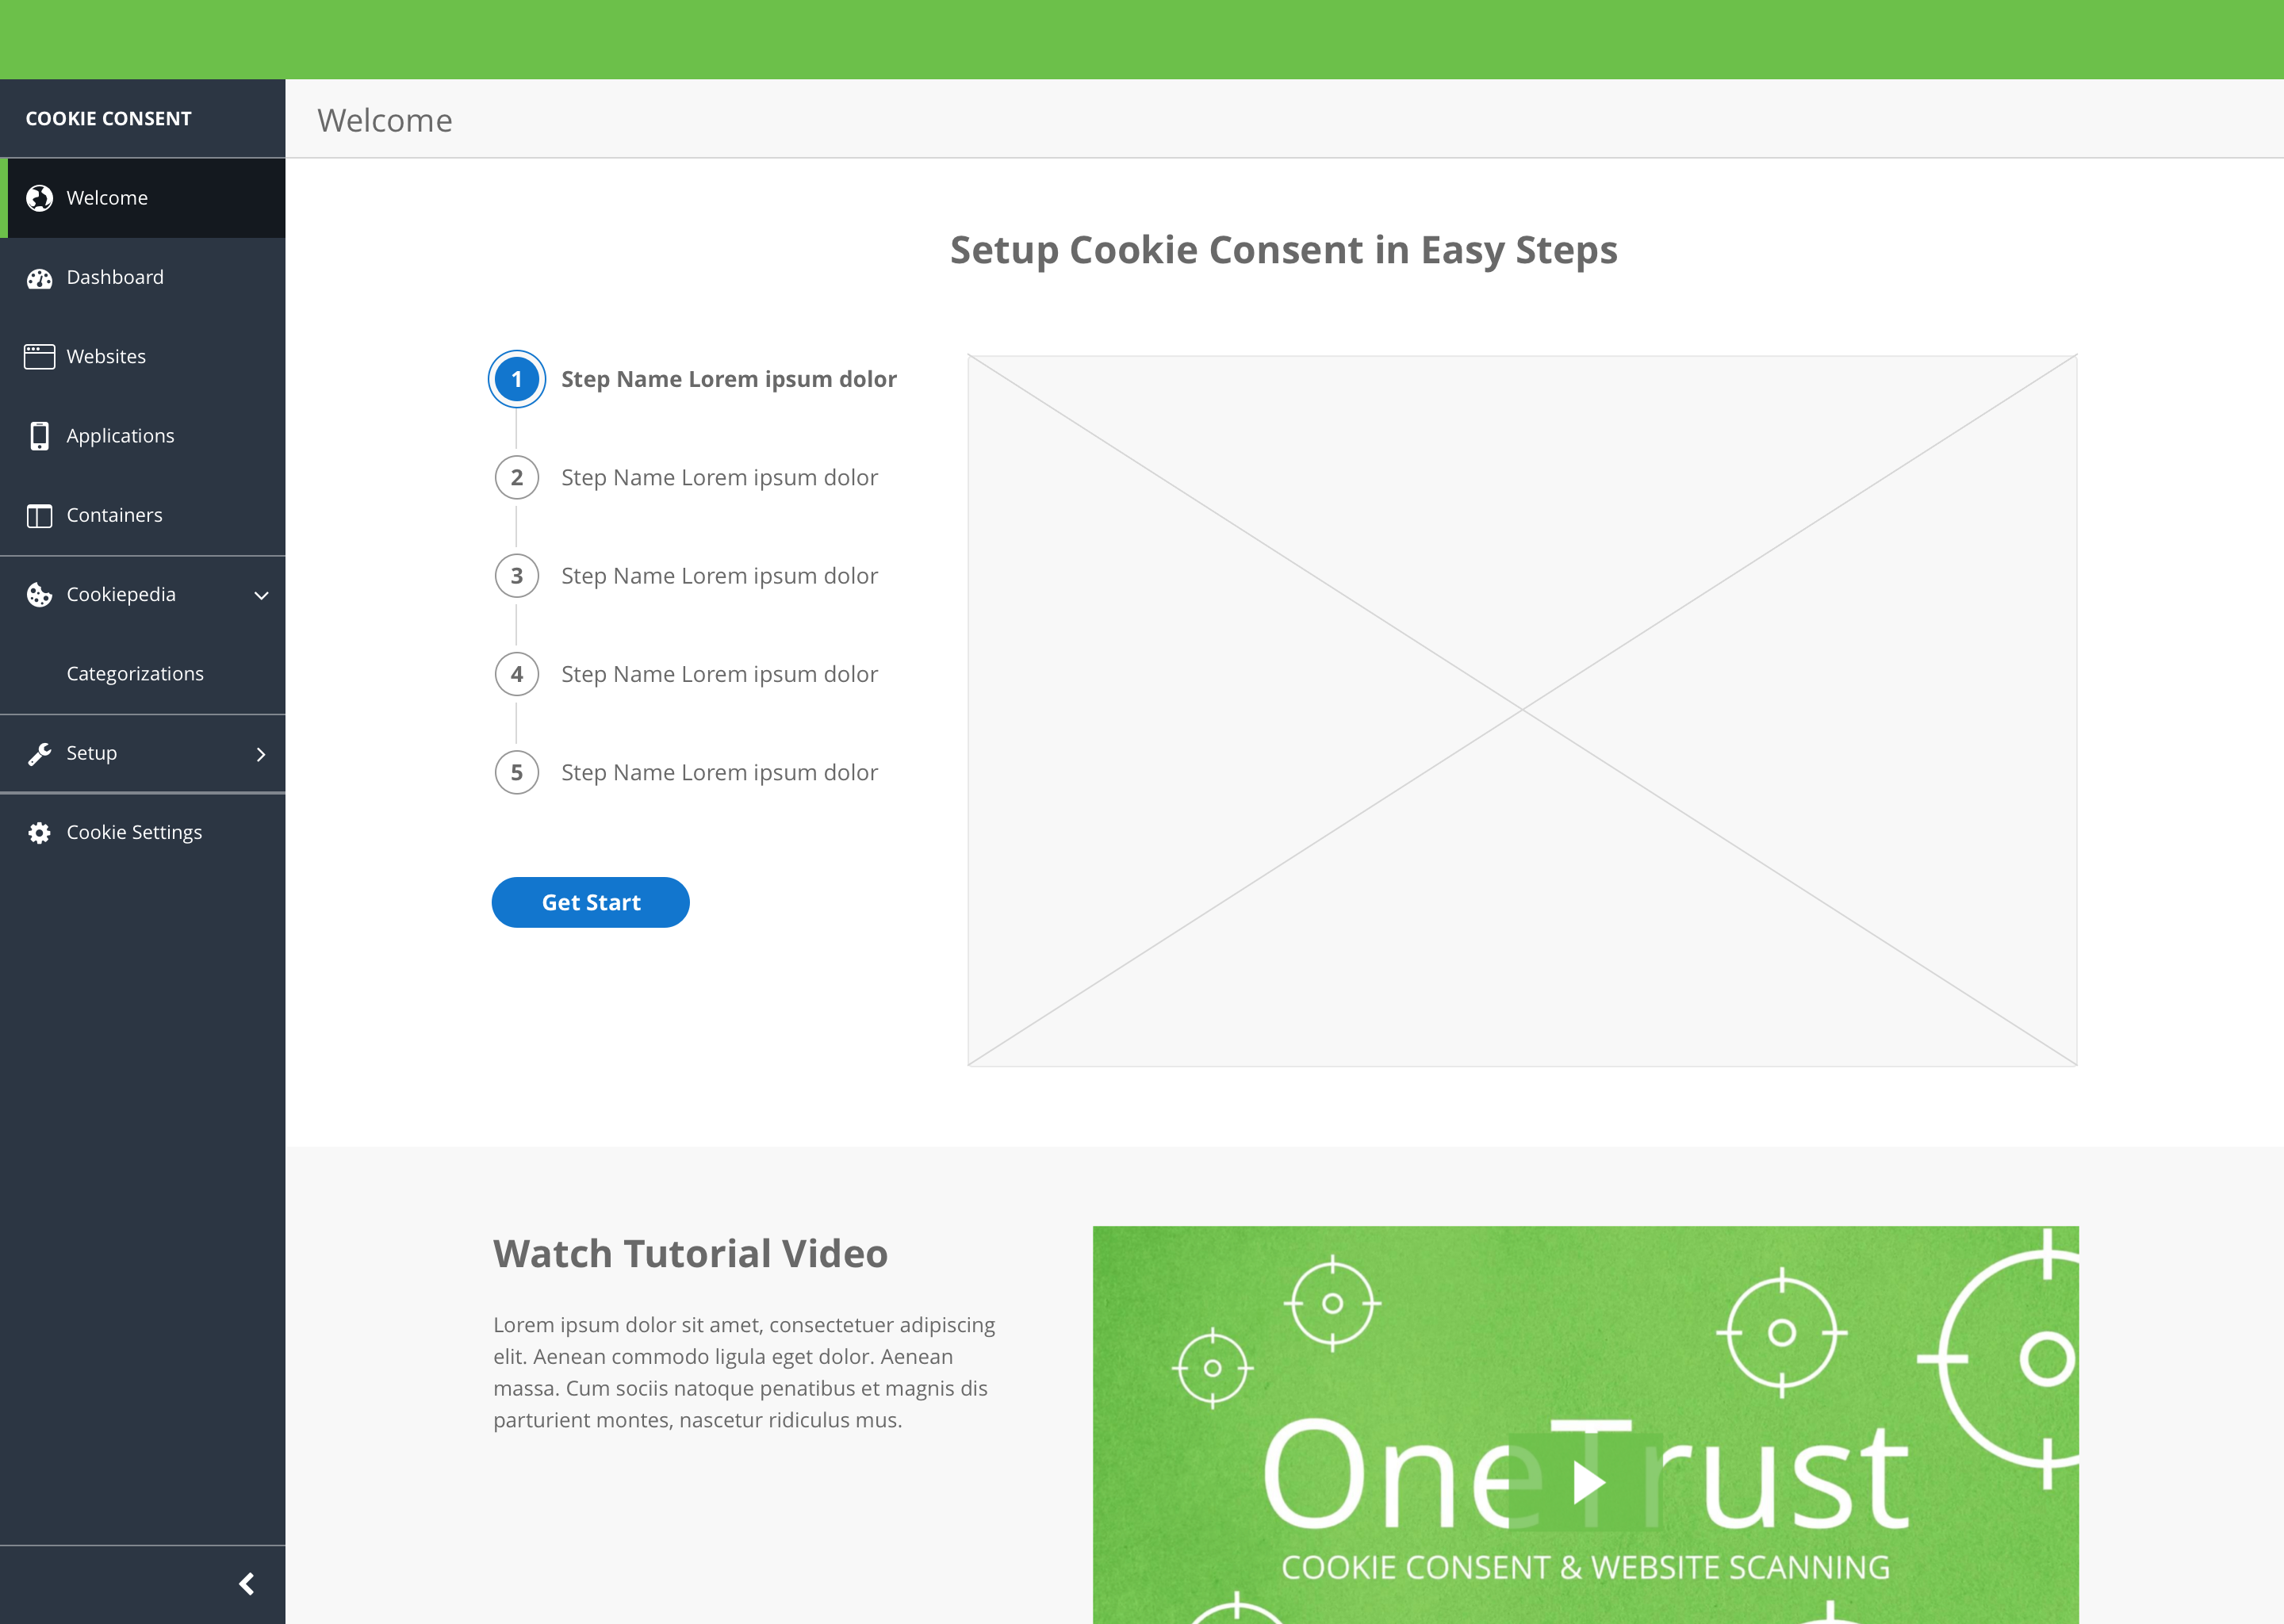 COOKIE CONSENT
Welcome
Dashboard
Websites
Applications
Containers
Cookiepedia
Categorizations
Setup
Cookie Settings
Welcome
Setup Cookie Consent in Easy Steps
1 Step Name Lorem ipsum dolor
2 Step Name Lorem ipsum dolor
3 Step Name Lorem ipsum dolor
4 Step Name Lorem ipsum dolor
5 Step Name Lorem ipsum dolor
Get Start
Watch Tutorial Video
Lorem ipsum dolor sit amet, consectetuer adipiscing
elit. Aenean commodo ligula eget dolor. Aenean
massa. Cum sociis natoque penatibus et magnis dis
parturient montes, nascetur ridiculus mus.
OneTrust
COOKIE CONSENT & WEBSITE SCANNING